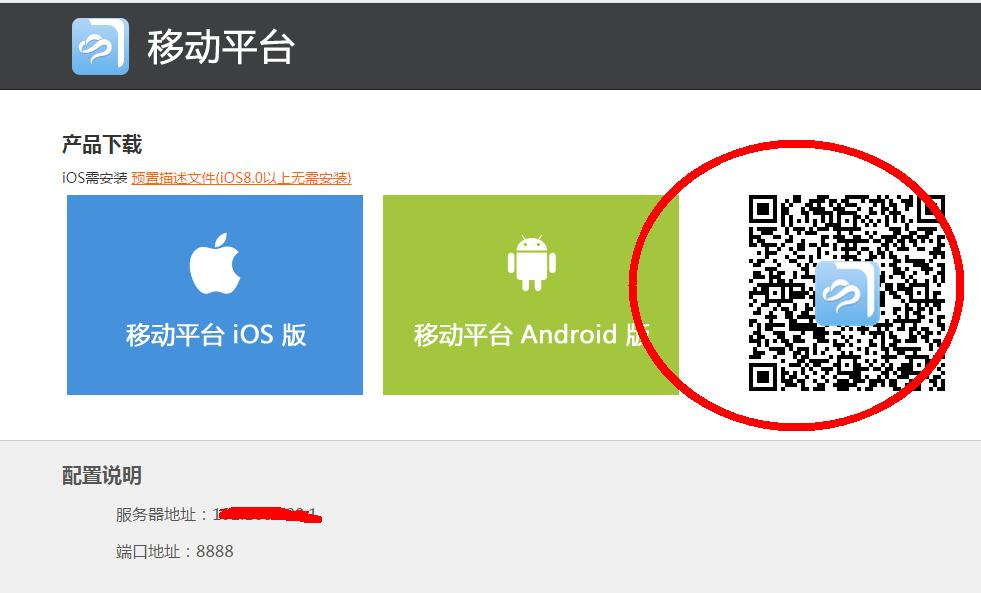 移动平台
产品下载
iOS需安装 预置描述文件(iOS8.0以上无需安装)
移动平台 iOS 版
移动平台 Android 版
配置说明
服务器地址：
端口地址：8888